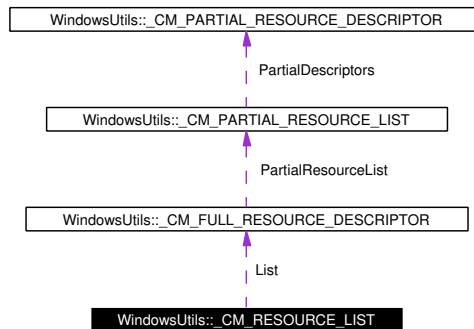 WindowsUtils::_CM_PARTIAL_RESOURCE_DESCRIPTOR
PartialDescriptors
WindowsUtils::_CM_PARTIAL_RESOURCE_LIST
PartialResourceList
WindowsUtils::_CM_FULL_RESOURCE_DESCRIPTOR
List
WindowsUtils::_CM_RESOURCE_LIST